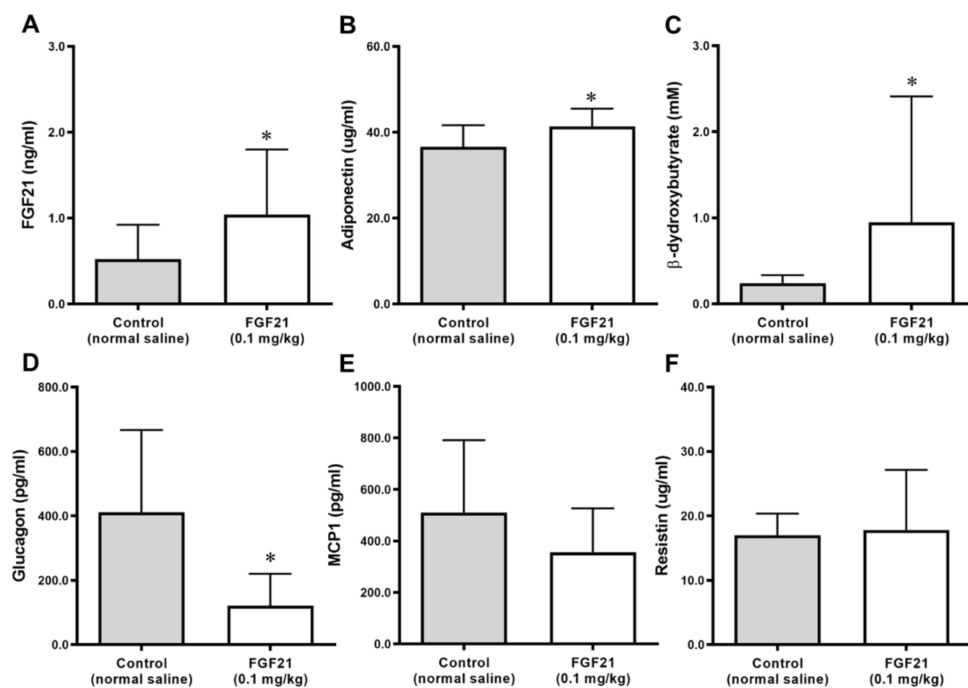 A
FGF21 (ng/ml)
3.0
2.0
1.0
0.0
*
Control
(normal saline)
FGF21
(0.1 mg/kg)
B
Adiponectin (ug/ml)
60.0
40.0
20.0
0.0
*
Control
(normal saline)
FGF21
(0.1 mg/kg)
C
β-dydroxybutyrate (mM)
3.0
2.0
1.0
0.0
*
Control
(normal saline)
FGF21
(0.1 mg/kg)
D
Glucagon (pg/ml)
800.0
600.0
400.0
200.0
0.0
*
Control
(normal saline)
FGF21
(0.1 mg/kg)
E
MCP1 (pg/ml)
1000.0
800.0
600.0
400.0
200.0
0.0
Control
(normal saline)
FGF21
(0.1 mg/kg)
F
Resistin (ug/ml)
40.0
30.0
20.0
10.0
0.0
Control
(normal saline)
FGF21
(0.1 mg/kg)